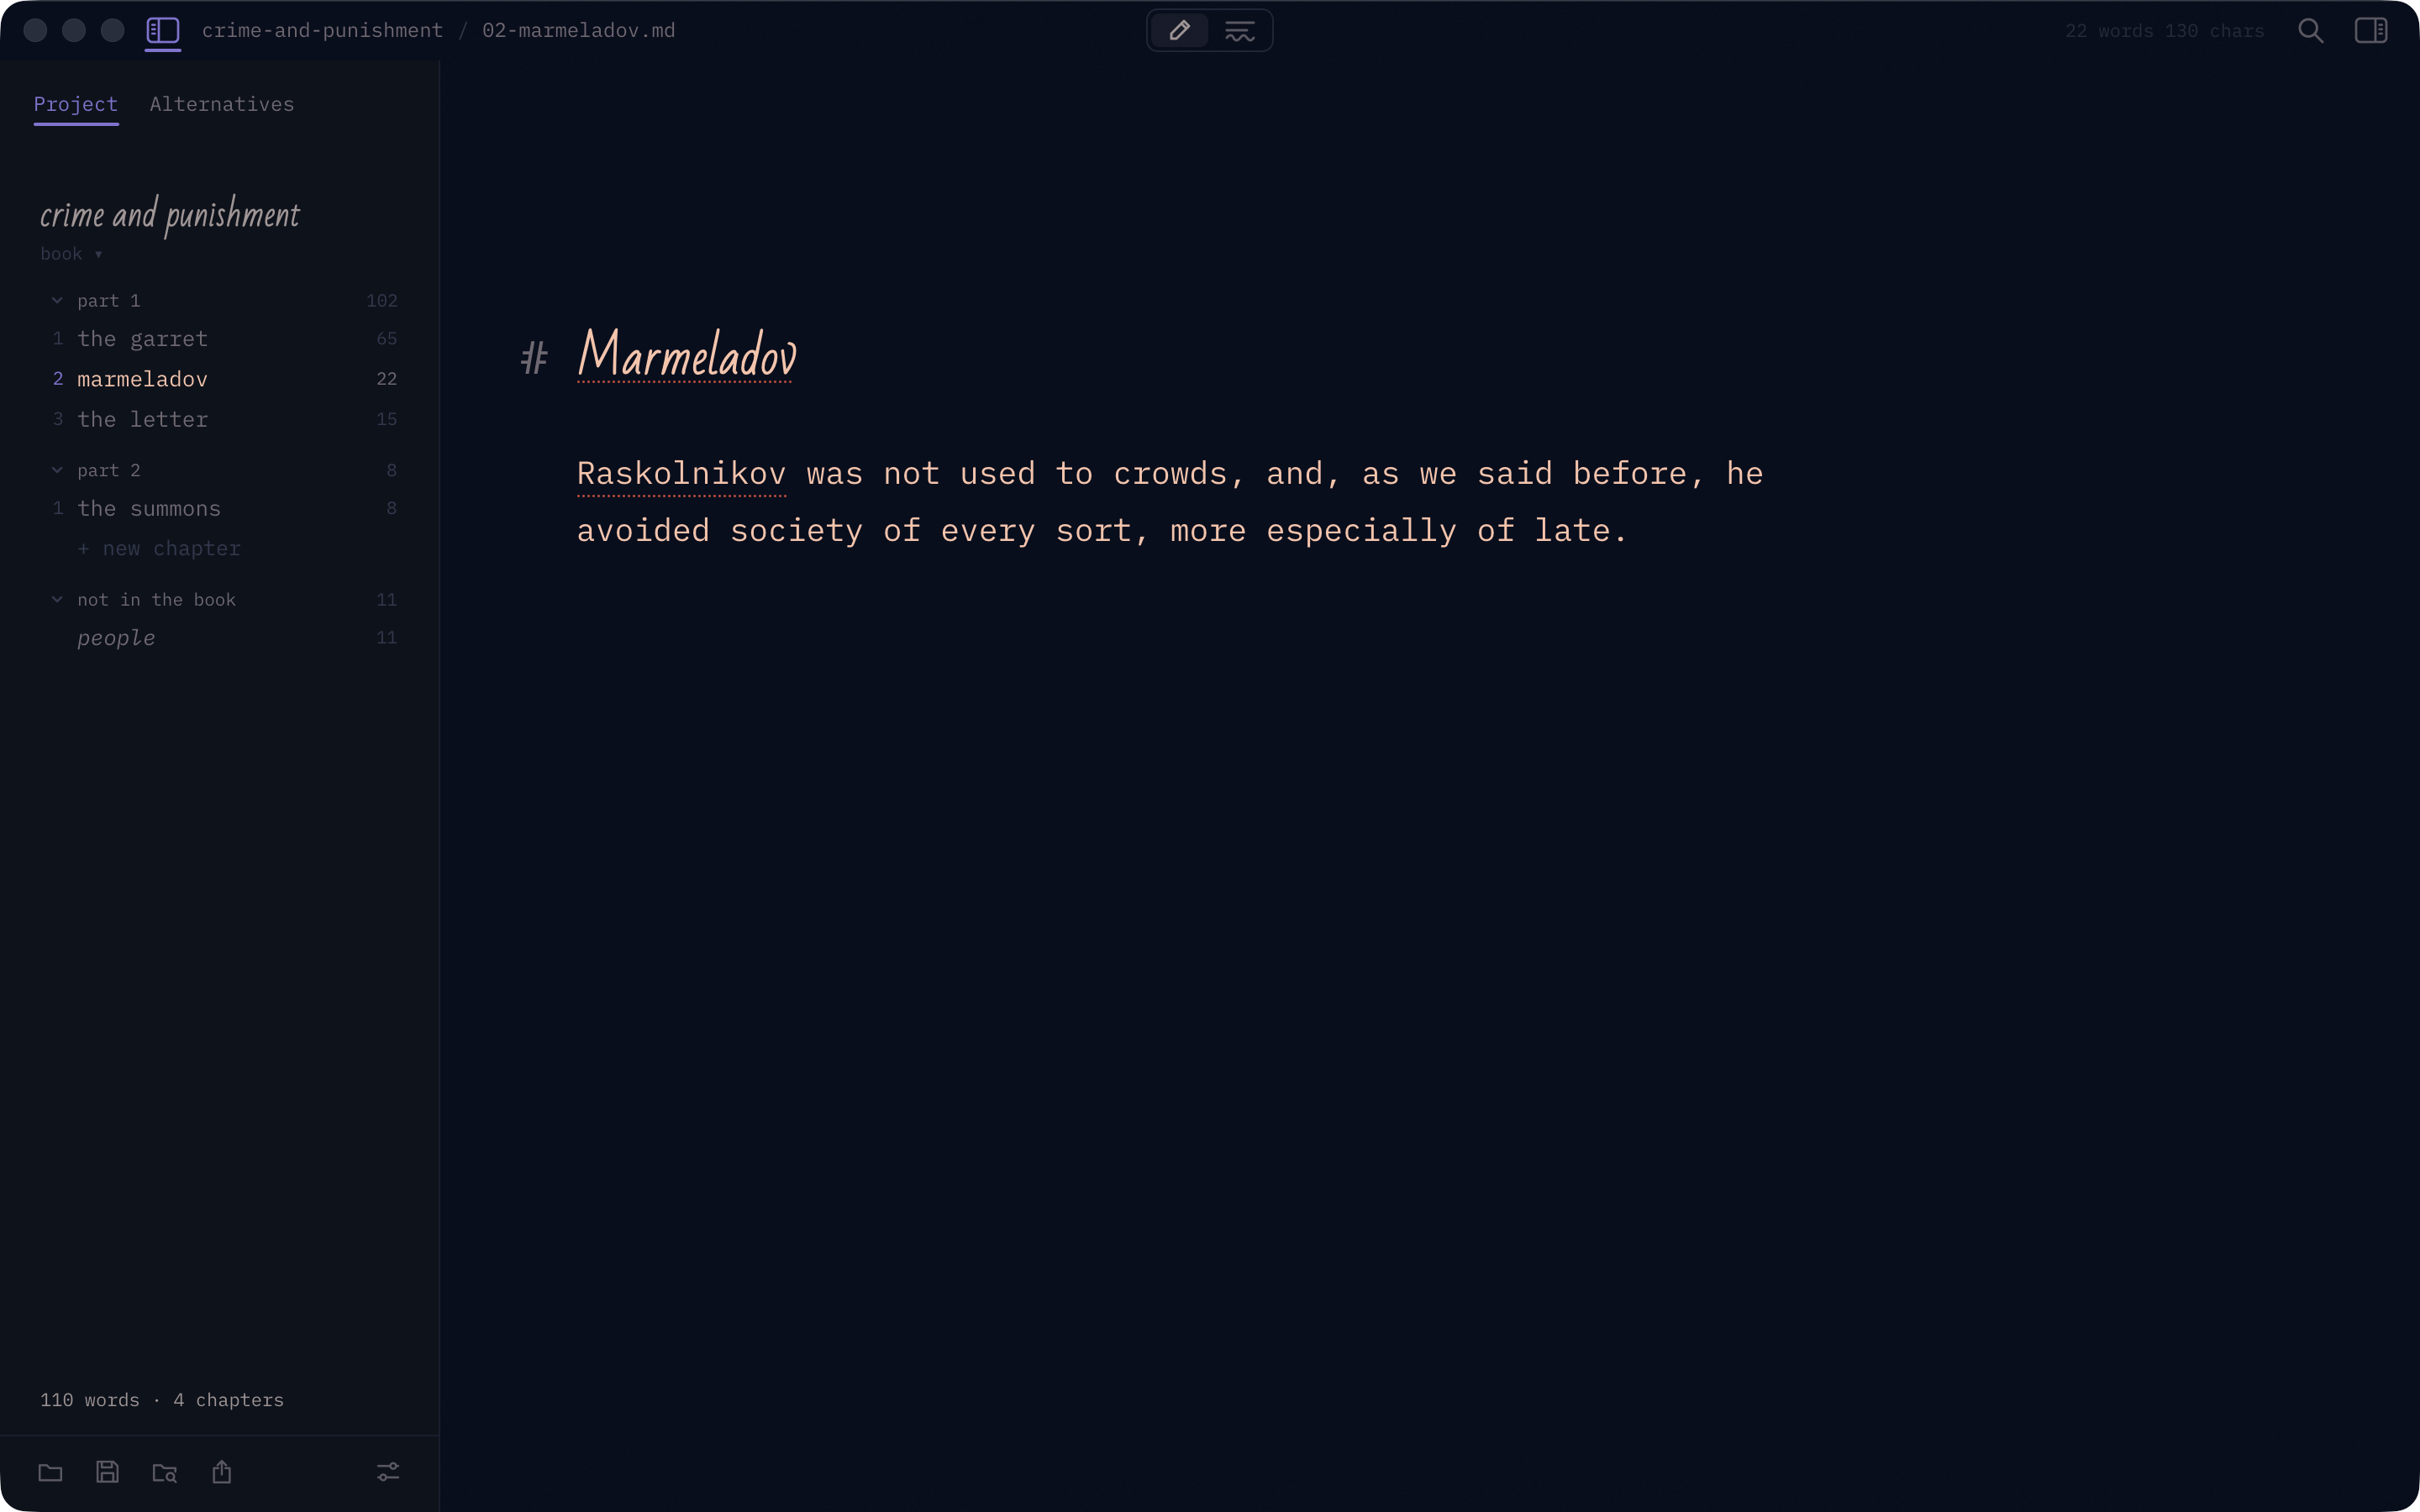 crime-and-punishment / 02-marmeladov.md
22 words 130 chars
Project Alternatives
crime and punishment
book ▾
part 1 102
1 the garret 65
2 marmeladov 22
3 the letter 15
part 2 8
1 the summons 8
+ new chapter
not in the book 11
people 11
110 words · 4 chapters
# Marmeladov
Raskolnikov was not used to crowds, and, as we said before, he
avoided society of every sort, more especially of late.